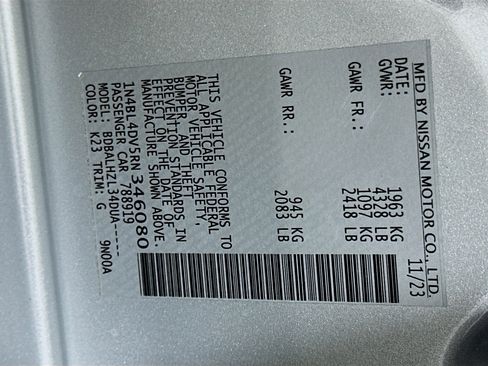 MFD BY NISSAN MOTOR CO., LTD.
DATE: 11/23
GVWR: 1963 KG
4328 LB
GAWR FR.: 1097 KG
2418 LB
GAWR RR.: 945 KG
2083 LB
THIS VEHICLE CONFORMS TO
ALL APPLICABLE FEDERAL
MOTOR VEHICLE SAFETY,
BUMPER, AND THEFT
PREVENTION STANDARDS IN
EFFECT ON THE DATE OF
MANUFACTURE SHOWN ABOVE.
1N4BL4DV5RN346080
PASSENGER CAR 788919
MODEL: BDBALHZL34DUA-----
COLOR: K23 TRIM: G 9N00A